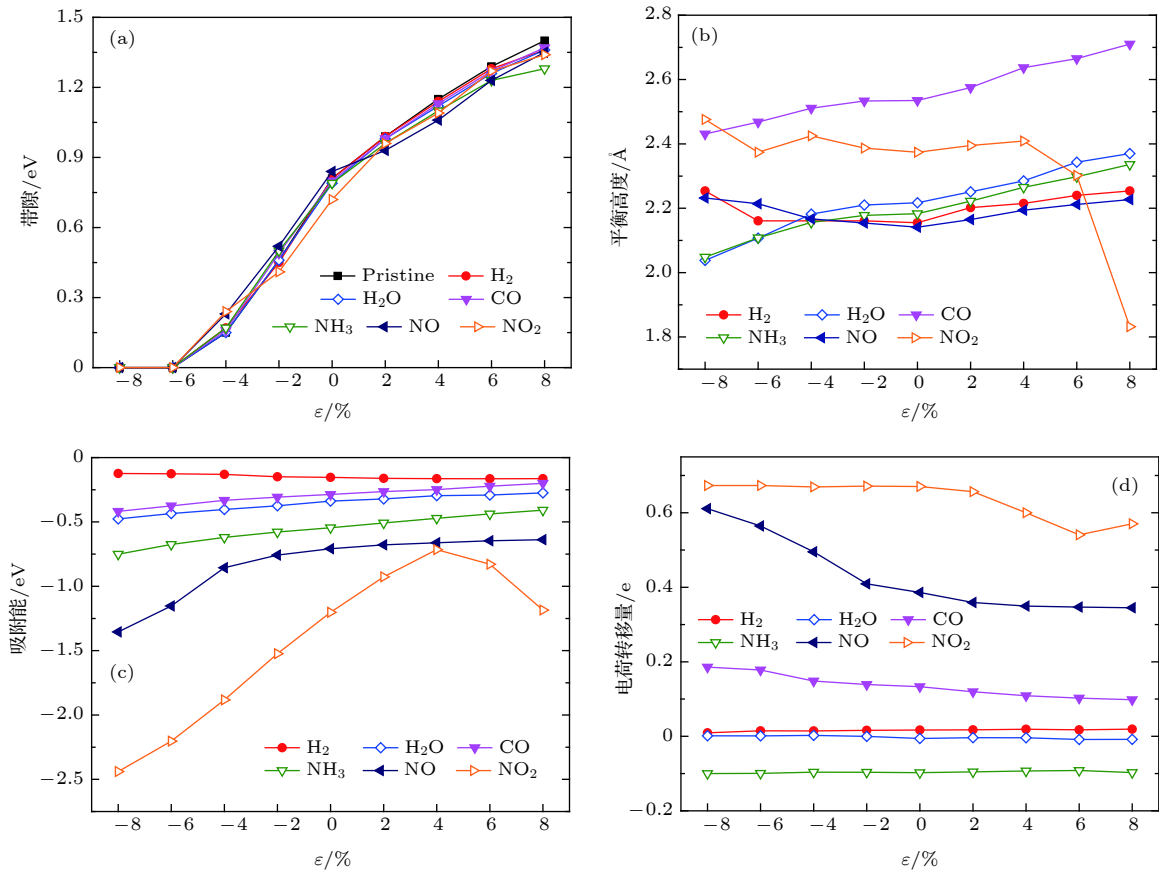 (a)
1.5
1.2
0.9
0.6
0.3
0
带隙/eV
Pristine H₂
H₂O CO
NH₃ NO NO₂
−8 −6 −4 −2 0 2 4 6 8
ε/%
(b)
2.8
2.6
2.4
2.2
2.0
1.8
平衡高度/Å
H₂ H₂O CO
NH₃ NO NO₂
−8 −6 −4 −2 0 2 4 6 8
ε/%
0
−0.5
−1.0
−1.5
−2.0
−2.5
吸附能/eV
(c)
H₂ H₂O CO
NH₃ NO NO₂
−8 −6 −4 −2 0 2 4 6 8
ε/%
(d)
0.6
0.4
0.2
0
−0.2
电荷转移量/e
H₂ H₂O CO
NH₃ NO NO₂
−8 −6 −4 −2 0 2 4 6 8
ε/%